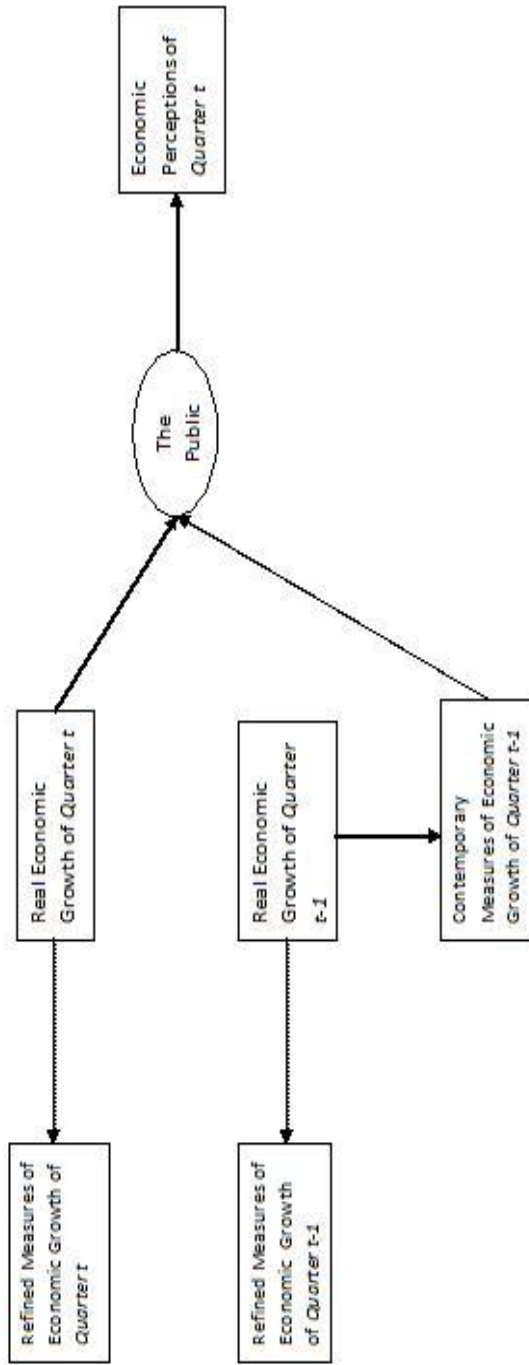 Refined Measures of
Economic Growth of
Quarter t
Real Economic
Growth of Quarter t
The
Public
Economic
Perceptions of
Quarter t
Refined Measures of
Economic Growth
of Quarter t-1
Real Economic
Growth of Quarter
t-1
Contemporary
Measures of Economic
Growth of Quarter t-1